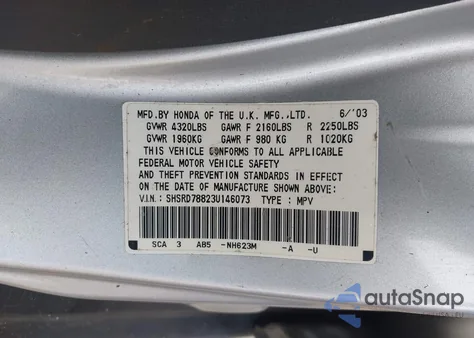 MFD.BY HONDA OF THE U.K. MFG.,LTD. 6/'03
GVWR 4320LBS GAWR F 2160LBS R 2250LBS
GVWR 1960KG GAWR F 980 KG R 1020KG
THIS VEHICLE CONFORMS TO ALL APPLICABLE
FEDERAL MOTOR VEHICLE SAFETY
AND THEFT PREVENTION STANDARDS IN EFFECT
ON THE DATE OF MANUFACTURE SHOWN ABOVE:
V.I.N.: SHSRD78823U146073 TYPE: MPV
SCA 3 AB5 -NH623M -A -U
autaSnap